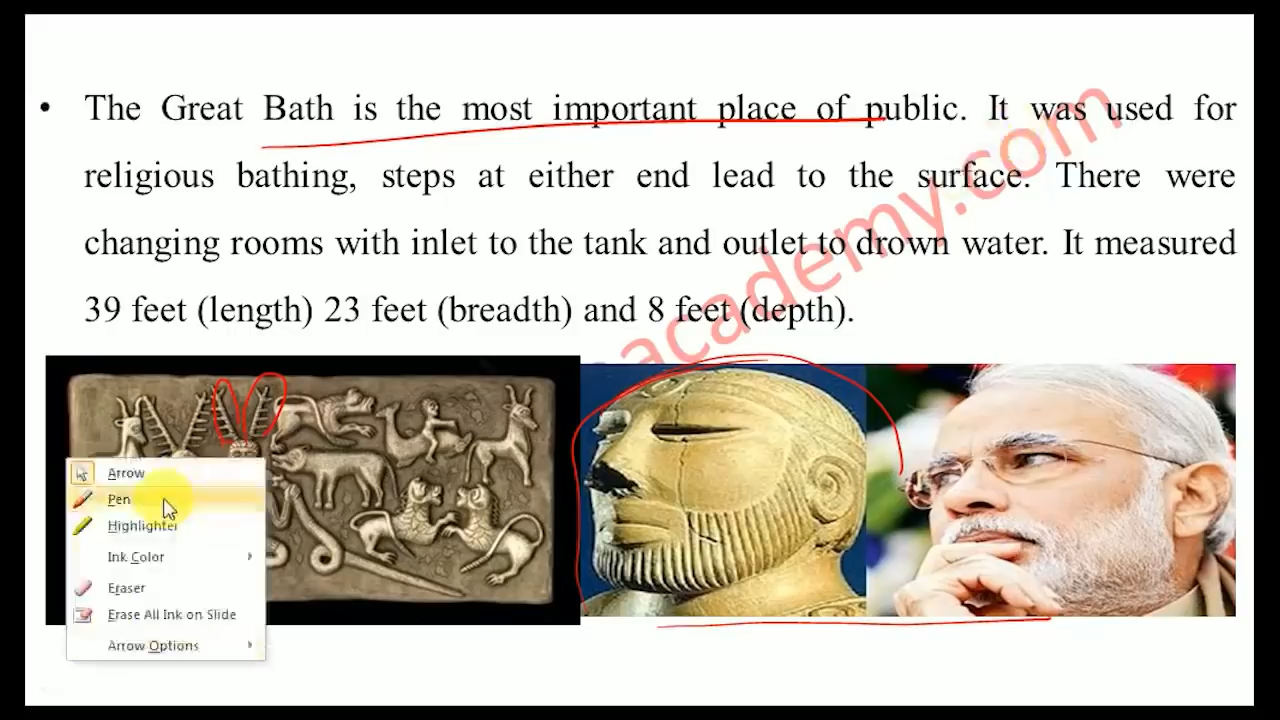 • The Great Bath is the most important place of public. It was used for
religious bathing, steps at either end lead to the surface. There were
changing rooms with inlet to the tank and outlet to drown water. It measured
39 feet (length) 23 feet (breadth) and 8 feet (depth).
academy.com
Arrow
Pen
Highlighter
Ink Color
Eraser
Erase All Ink on Slide
Arrow Options